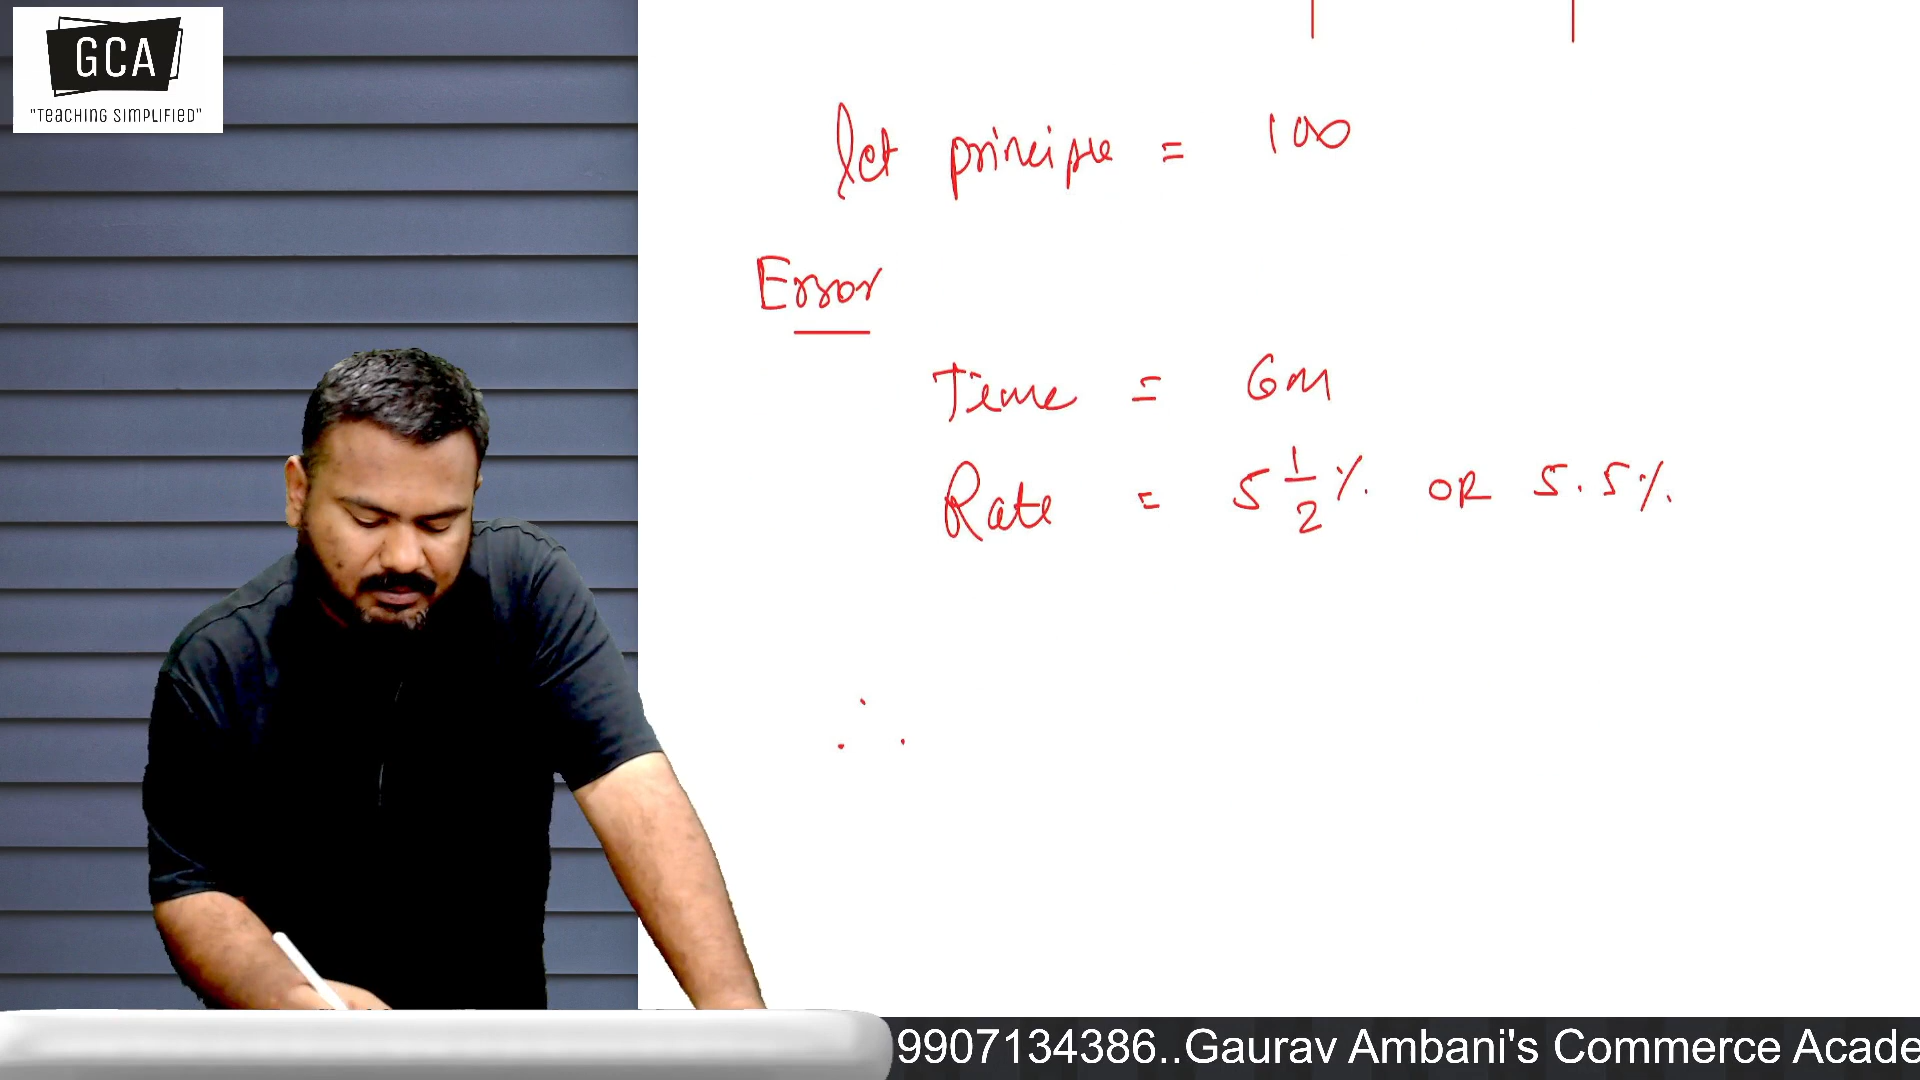 GCA
"TEACHING SIMPLIFIED"
let principle = 100
Error
Time = 6M
Rate = 5 1/2 % OR 5.5%
∴
9907134386..Gaurav Ambani's Commerce Acade